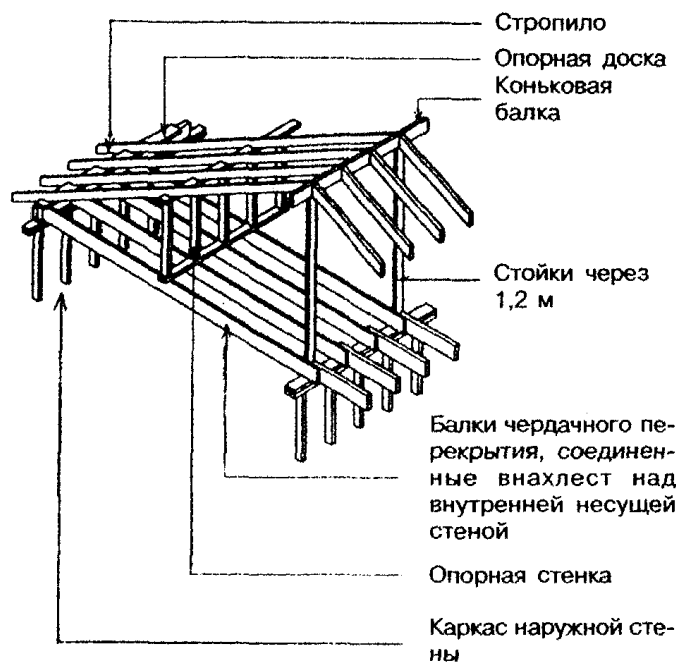 Стропило
Опорная доска
Коньковая
балка
Стойки через
1,2 м
Балки чердачного пе-
рекрытия, соединен-
ные внахлест над
внутренней несущей
стеной
Опорная стенка
Каркас наружной сте-
ны